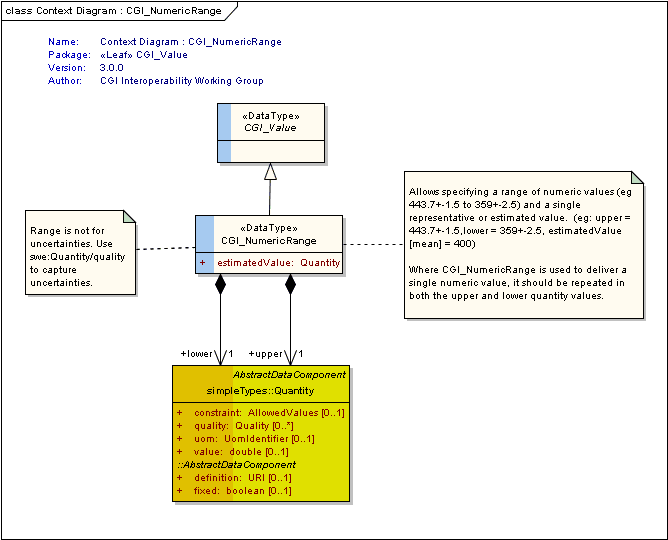 class Context Diagram : CGI_NumericRange
Name: Context Diagram : CGI_NumericRange
Package: «Leaf» CGI_Value
Version: 3.0.0
Author: CGI Interoperability Working Group
«DataType»
CGI_Value
Allows specifying a range of numeric values (eg
443.7+-1.5 to 359+-2.5) and a single
representative or estimated value. (eg: upper =
443.7+-1.5,lower = 359+-2.5, estimatedValue
[mean] = 400)
Where CGI_NumericRange is used to deliver a
single numeric value, it should be repeated in
both the upper and lower quantity values.
Range is not for
uncertainties. Use
swe:Quantity/quality
to capture
uncertainties.
«DataType»
CGI_NumericRange
+ estimatedValue: Quantity
+lower 1
+upper 1
AbstractDataComponent
simpleTypes::Quantity
+ constraint: AllowedValues [0..1]
+ quality: Quality [0..*]
+ uom: UomIdentifier [0..1]
+ value: double [0..1]
::AbstractDataComponent
+ definition: URI [0..1]
+ fixed: boolean [0..1]